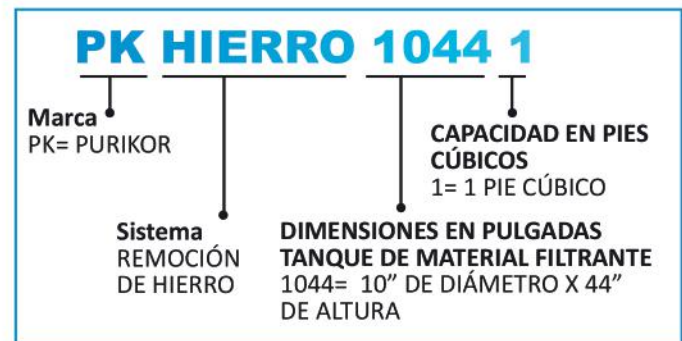 PK HIERRO 1044 1
Marca
PK= PURIKOR
CAPACIDAD EN PIES
CÚBICOS
1= 1 PIE CÚBICO
Sistema
REMOCIÓN
DE HIERRO
DIMENSIONES EN PULGADAS
TANQUE DE MATERIAL FILTRANTE
1044= 10” DE DIÁMETRO X 44”
DE ALTURA